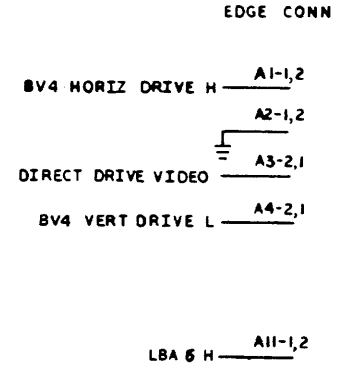 EDGE CONN
A1-1,2
BV4 HORIZ DRIVE H
A2-1,2
A3-2,1
DIRECT DRIVE VIDEO
A4-2,1
BV4 VERT DRIVE L
A11-1,2
LBA 6 H